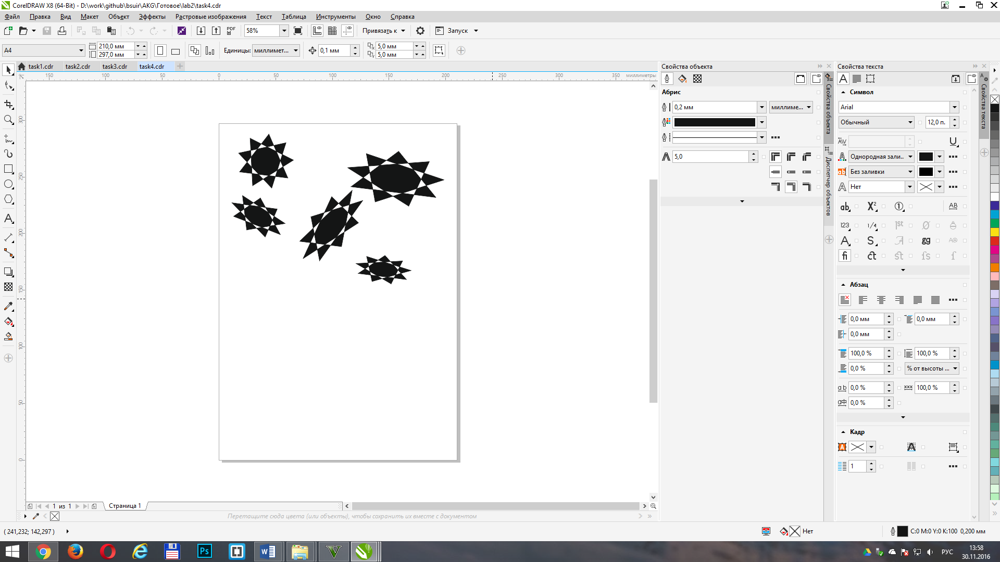 CorelDRAW X8 (64-Bit) - D:\work\github\bsuir\AKG\Готовое\lab2\task4.cdr
Файл Правка Вид Макет Объект Эффекты Растровые изображения Текст Таблица Инструменты Окно Справка
PDF 58% Привязать к Запуск
A4 210,0 мм 297,0 мм Единицы: миллимет... 0,1 мм 5,0 мм 5,0 мм
task1.cdr task2.cdr task3.cdr task4.cdr
150 100 50 0 50 100 150 200 250 300 350 миллиметры
300
250
200
150
100
50
0
Свойства объекта
Абрис
0,2 мм миллиме...
5,0
Свойства объекта
Диспетчер объектов
Свойства текста
Символ
Arial
Обычный 12,0 п.
Однородная зали..
Без заливки
Нет
Абзац
0,0 мм 0,0 мм
0,0 мм
100,0 % 100,0 %
0,0 % % от высоты ...
0,0 % 100,0 %
0,0 %
Кадр
1
Свойства текста
1 из 1 Страница 1
Перетащите сюда цвета (или объекты), чтобы сохранить их вместе с документом
( 241,232; 142,297 ) Нет C:0 M:0 Y:0 K:100 0,200 мм
РУС 13:58
30.11.2016